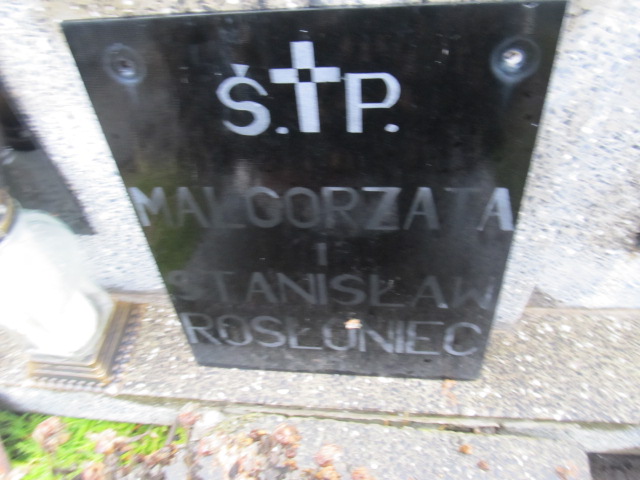 Ś. P.
MAŁGORZATA
I
STANISŁAW
ROSŁONIEC